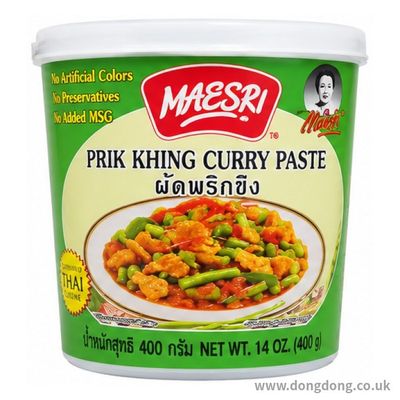 No Artificial Colors
No Preservatives
No Added MSG
MAESRI
T®
Maesri
PRIK KHING CURRY PASTE
ผัดพริกขิง
THAI
CUISINE
น้ำหนักสุทธิ 400 กรัม NET WT. 14 OZ. (400 g)
www.dongdong.co.uk